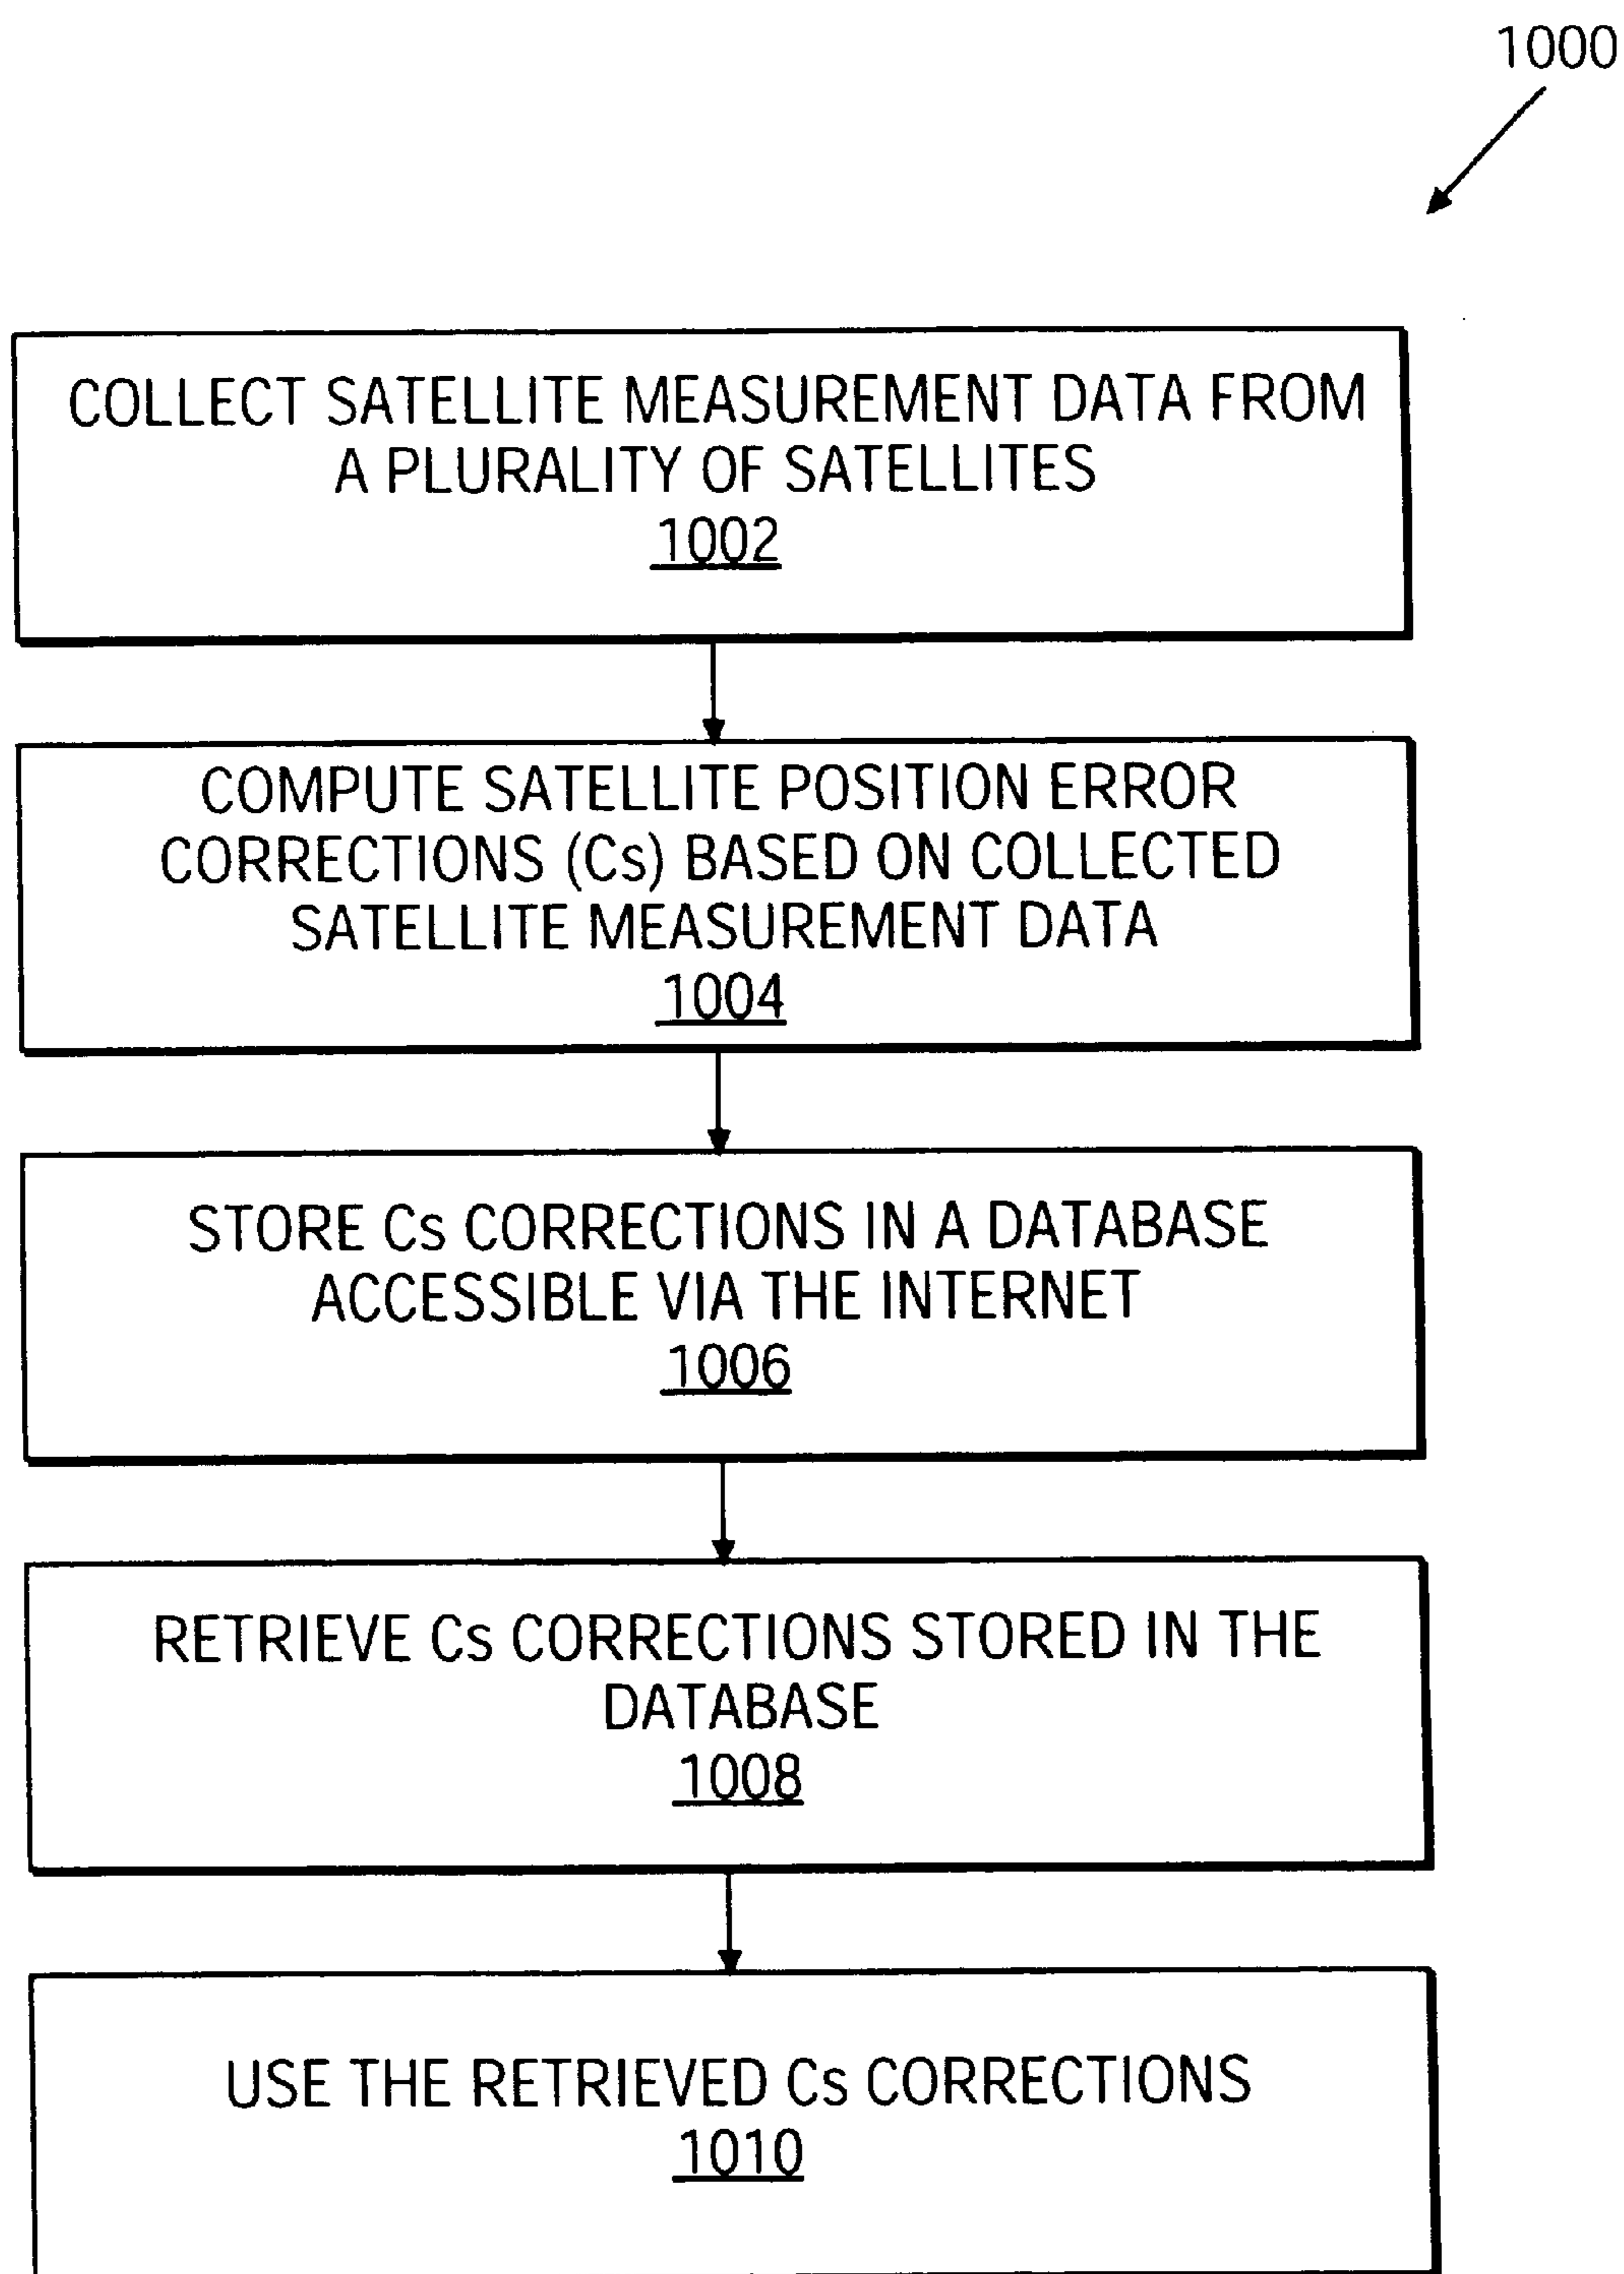 1000
COLLECT SATELLITE MEASUREMENT DATA FROM
A PLURALITY OF SATELLITES
1002
COMPUTE SATELLITE POSITION ERROR
CORRECTIONS (Cs) BASED ON COLLECTED
SATELLITE MEASUREMENT DATA
1004
STORE Cs CORRECTIONS IN A DATABASE
ACCESSIBLE VIA THE INTERNET
1006
RETRIEVE Cs CORRECTIONS STORED IN THE
DATABASE
1008
USE THE RETRIEVED Cs CORRECTIONS
1010